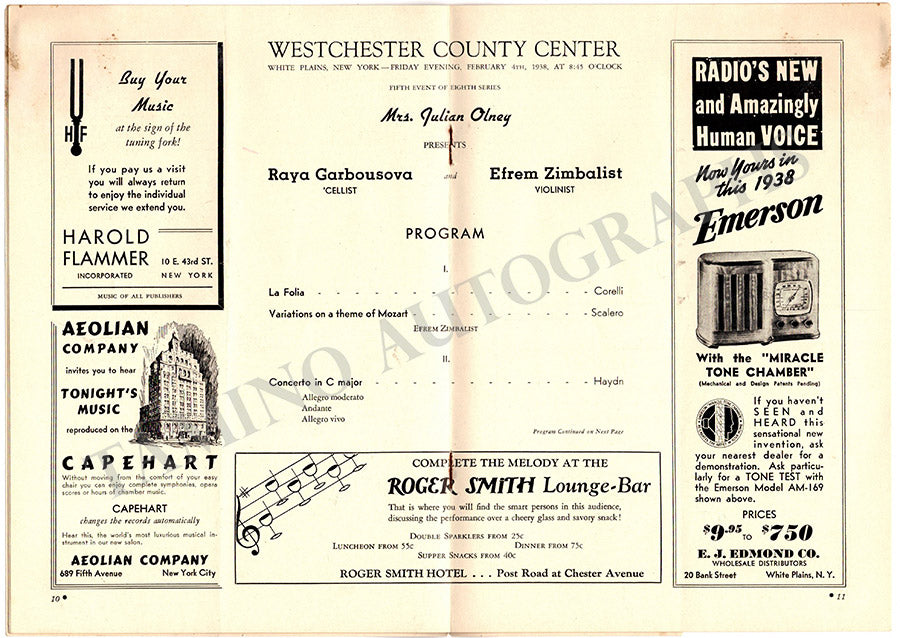 Buy Your
Music
at the sign of the
tuning fork!
H F
If you pay us a visit
you will always return
to enjoy the individual
service we extend you.
HAROLD
FLAMMER
INCORPORATED
10 E. 43rd ST.
NEW YORK
MUSIC OF ALL PUBLISHERS
AEOLIAN
COMPANY
invites you to hear
TONIGHT'S
MUSIC
reproduced on the
CAPEHART
Without moving from the comfort of your easy
chair you can enjoy complete symphonies, opera
scores or hours of chamber music.
CAPEHART
changes the records automatically
Hear this, the world's most luxurious musical in-
strument in our new salon.
AEOLIAN COMPANY
689 Fifth Avenue New York City
10 •
WESTCHESTER COUNTY CENTER
WHITE PLAINS, NEW YORK — FRIDAY EVENING, FEBRUARY 4TH, 1938, AT 8:45 O'CLOCK
FIFTH EVENT OF EIGHTH SERIES
Mrs. Julian Olney
PRESENTS
Raya Garbousova and Efrem Zimbalist
'CELLIST VIOLINIST
PROGRAM
I.
La Folia - - - - - - - - - - - - - - - Corelli
Variations on a theme of Mozart - - - - - - - - - - Scalero
EFREM ZIMBALIST
II.
Concerto in C major - - - - - - - - - - - - Haydn
Allegro moderato
Andante
Allegro vivo
Program Continued on Next Page
COMPLETE THE MELODY AT THE
ROGER SMITH Lounge-Bar
That is where you will find the smart persons in this audience,
discussing the performance over a cheery glass and savory snack!
DOUBLE SPARKLERS FROM 25c
LUNCHEON FROM 55c DINNER FROM 75c
SUPPER SNACKS FROM 40c
ROGER SMITH HOTEL . . . Post Road at Chester Avenue
RADIO'S NEW
and Amazingly
Human VOICE
Now Yours in
this 1938
Emerson
With the "MIRACLE
TONE CHAMBER"
(Mechanical and Design Patents Pending)
If you haven't
SEEN and
HEARD this
sensational new
invention, ask
your nearest dealer for a
demonstration. Ask particu-
larly for a TONE TEST with
the Emerson Model AM-169
shown above.
PRICES
$9.95 TO $750
E. J. EDMOND CO.
WHOLESALE DISTRIBUTORS
20 Bank Street White Plains, N. Y.
• 11
TAMINO AUTOGRAPHS